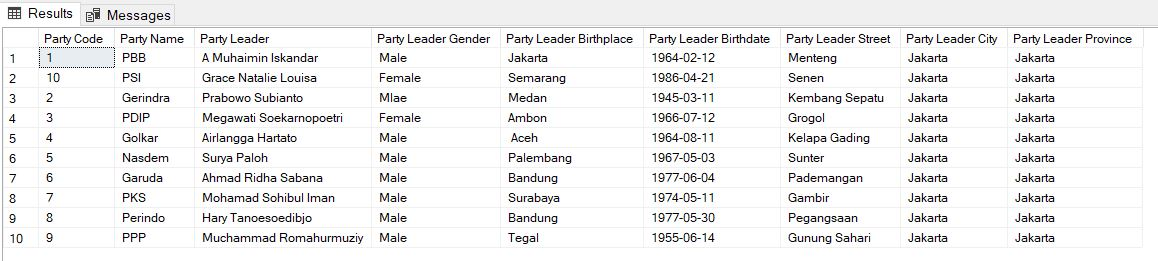 Results Messages
Party Code Party Name Party Leader Party Leader Gender Party Leader Birthplace Party Leader Birthdate Party Leader Street Party Leader City Party Leader Province
1 1 PBB A Muhaimin Iskandar Male Jakarta 1964-02-12 Menteng Jakarta Jakarta
2 10 PSI Grace Natalie Louisa Female Semarang 1986-04-21 Senen Jakarta Jakarta
3 2 Gerindra Prabowo Subianto Mlae Medan 1945-03-11 Kembang Sepatu Jakarta Jakarta
4 3 PDIP Megawati Soekarnopoetri Female Ambon 1966-07-12 Grogol Jakarta Jakarta
5 4 Golkar Airlangga Hartato Male Aceh 1964-08-11 Kelapa Gading Jakarta Jakarta
6 5 Nasdem Surya Paloh Male Palembang 1967-05-03 Sunter Jakarta Jakarta
7 6 Garuda Ahmad Ridha Sabana Male Bandung 1977-06-04 Pademangan Jakarta Jakarta
8 7 PKS Mohamad Sohibul Iman Male Surabaya 1974-05-11 Gambir Jakarta Jakarta
9 8 Perindo Hary Tanoesoedibjo Male Bandung 1977-05-30 Pegangsaan Jakarta Jakarta
10 9 PPP Muchammad Romahurmuziy Male Tegal 1955-06-14 Gunung Sahari Jakarta Jakarta